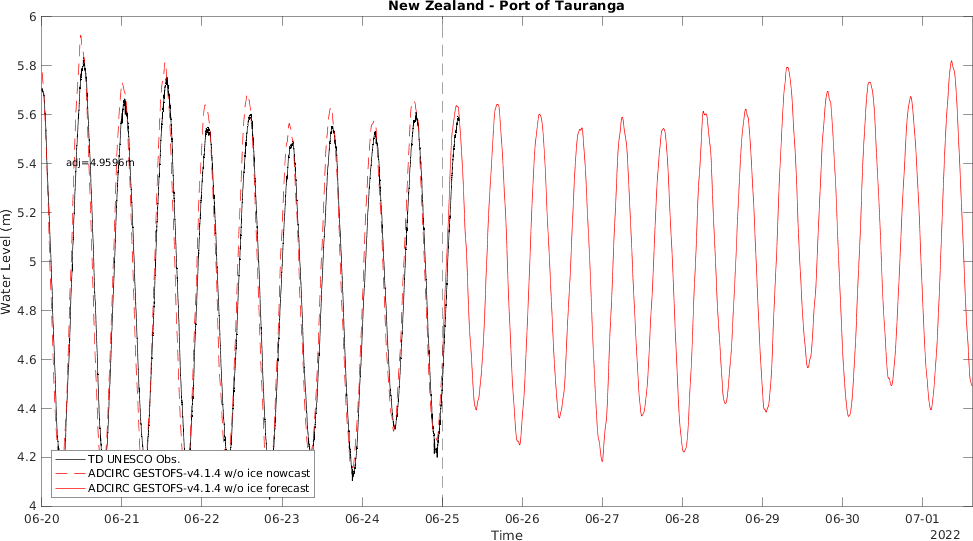 New Zealand - Port of Tauranga
6
5.8
5.6
5.4
5.2
5
4.8
4.6
4.4
4.2
4
Water Level (m)
adj=4.9596m
TD UNESCO Obs.
ADCIRC GESTOFS-v4.1.4 w/o ice nowcast
ADCIRC GESTOFS-v4.1.4 w/o ice forecast
06-20 06-21 06-22 06-23 06-24 06-25 06-26 06-27 06-28 06-29 06-30 07-01
Time
2022